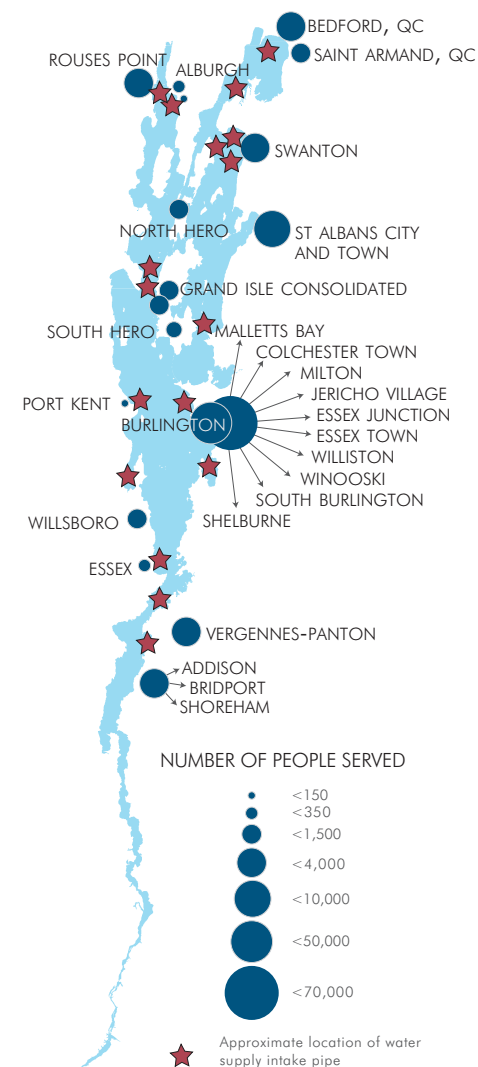 BEDFORD, QC
SAINT ARMAND, QC
ROUSES POINT
ALBURGH
SWANTON
NORTH HERO
ST ALBANS CITY
AND TOWN
GRAND ISLE CONSOLIDATED
SOUTH HERO
MALLETTS BAY
COLCHESTER TOWN
MILTON
JERICHO VILLAGE
PORT KENT
ESSEX JUNCTION
BURLINGTON
ESSEX TOWN
WILLISTON
WINOOSKI
SOUTH BURLINGTON
SHELBURNE
WILLSBORO
ESSEX
VERGENNES-PANTON
ADDISON
BRIDPORT
SHOREHAM
NUMBER OF PEOPLE SERVED
<150
<350
<1,500
<4,000
<10,000
<50,000
<70,000
Approximate location of water
supply intake pipe